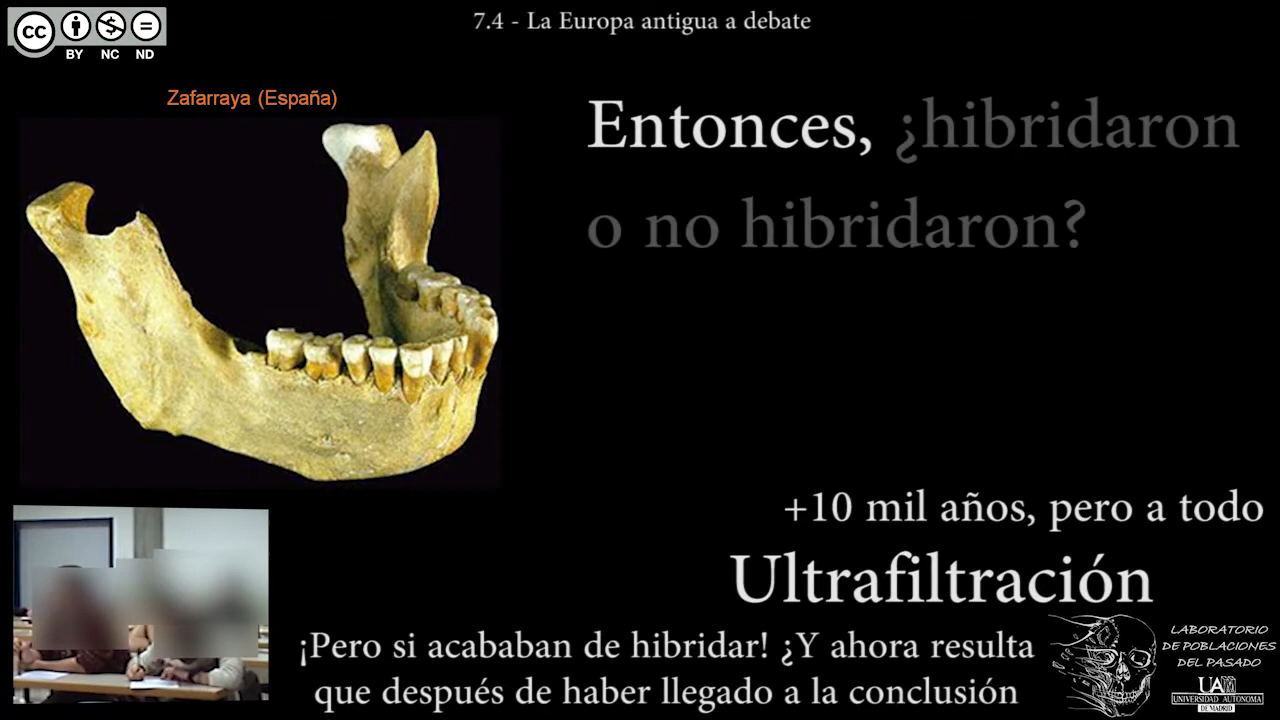 7.4 - La Europa antigua a debate
BY NC ND
Zafarraya (España)
Entonces, ¿hibridaron
o no hibridaron?
+10 mil años, pero a todo
Ultrafiltración
¡Pero si acababan de hibridar! ¿Y ahora resulta
que después de haber llegado a la conclusión
LABORATORIO
DE POBLACIONES
DEL PASADO
UAM
UNIVERSIDAD AUTONOMA
DE MADRID